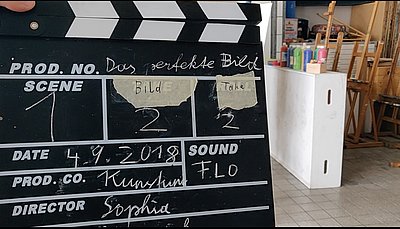 PROD. NO. Das perfekte Bild
SCENE Bild Take
1 2 2
DATE 4.9.2018 SOUND
PROD. CO. Kunstuni FLO
DIRECTOR Sophia